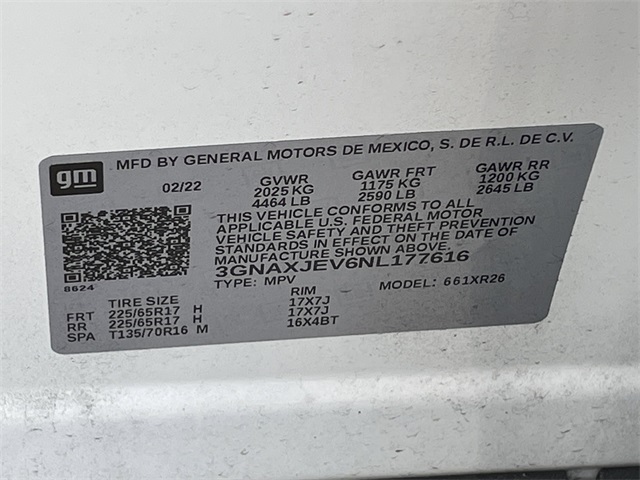 gm MFD BY GENERAL MOTORS DE MEXICO, S. DE R.L. DE C.V.
02/22 GVWR GAWR FRT GAWR RR
2025 KG 1175 KG 1200 KG
4464 LB 2590 LB 2645 LB
THIS VEHICLE CONFORMS TO ALL
APPLICABLE U.S. FEDERAL MOTOR
VEHICLE SAFETY AND THEFT PREVENTION
STANDARDS IN EFFECT ON THE DATE OF
MANUFACTURE SHOWN ABOVE.
3GNAXJEV6NL177616
8624 TYPE: MPV MODEL: 661XR26
TIRE SIZE RIM
FRT 225/65R17 H 17X7J
RR 225/65R17 H 17X7J
SPA T135/70R16 M 16X4BT